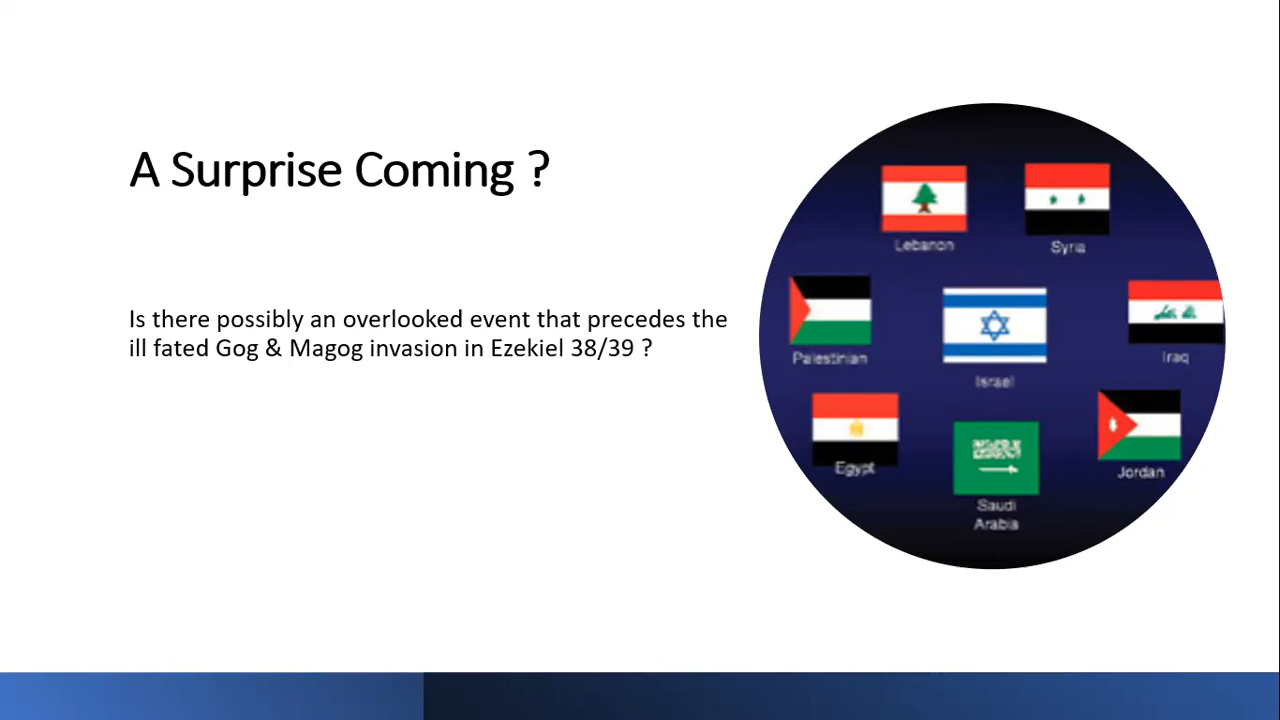 A Surprise Coming ?
Is there possibly an overlooked event that precedes the
ill fated Gog & Magog invasion in Ezekiel 38/39 ?
Lebanon
Syria
Palestinian
Israel
Iraq
Egypt
Saudi
Arabia
Jordan